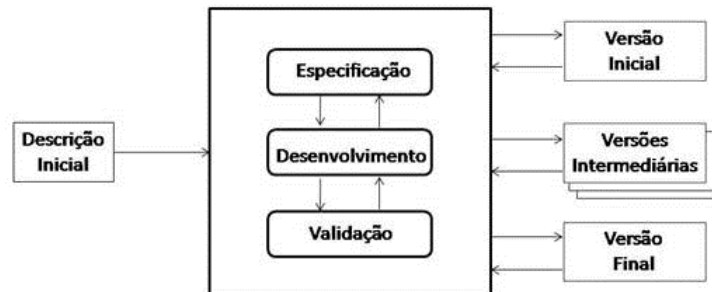 Descrição
Inicial
Especificação
Desenvolvimento
Validação
Versão
Inicial
Versões
Intermediárias
Versão
Final